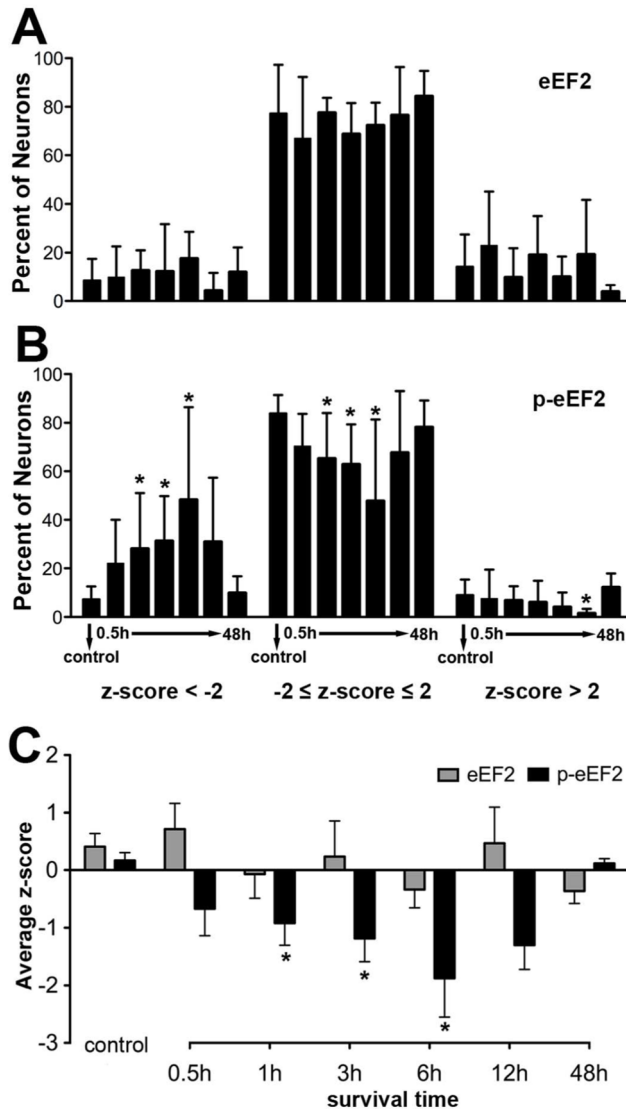 A
eEF2
Percent of Neurons
100
80
60
40
20
0
B
p-eEF2
Percent of Neurons
100
80
60
40
20
0
* * *
* * *
*
0.5h 48h 0.5h 48h 0.5h 48h
control control control
z-score < -2 -2 ≤ z-score ≤ 2 z-score > 2
C
eEF2 p-eEF2
Average z-score
2
1
0
-1
-2
-3
* * *
control 0.5h 1h 3h 6h 12h 48h
survival time